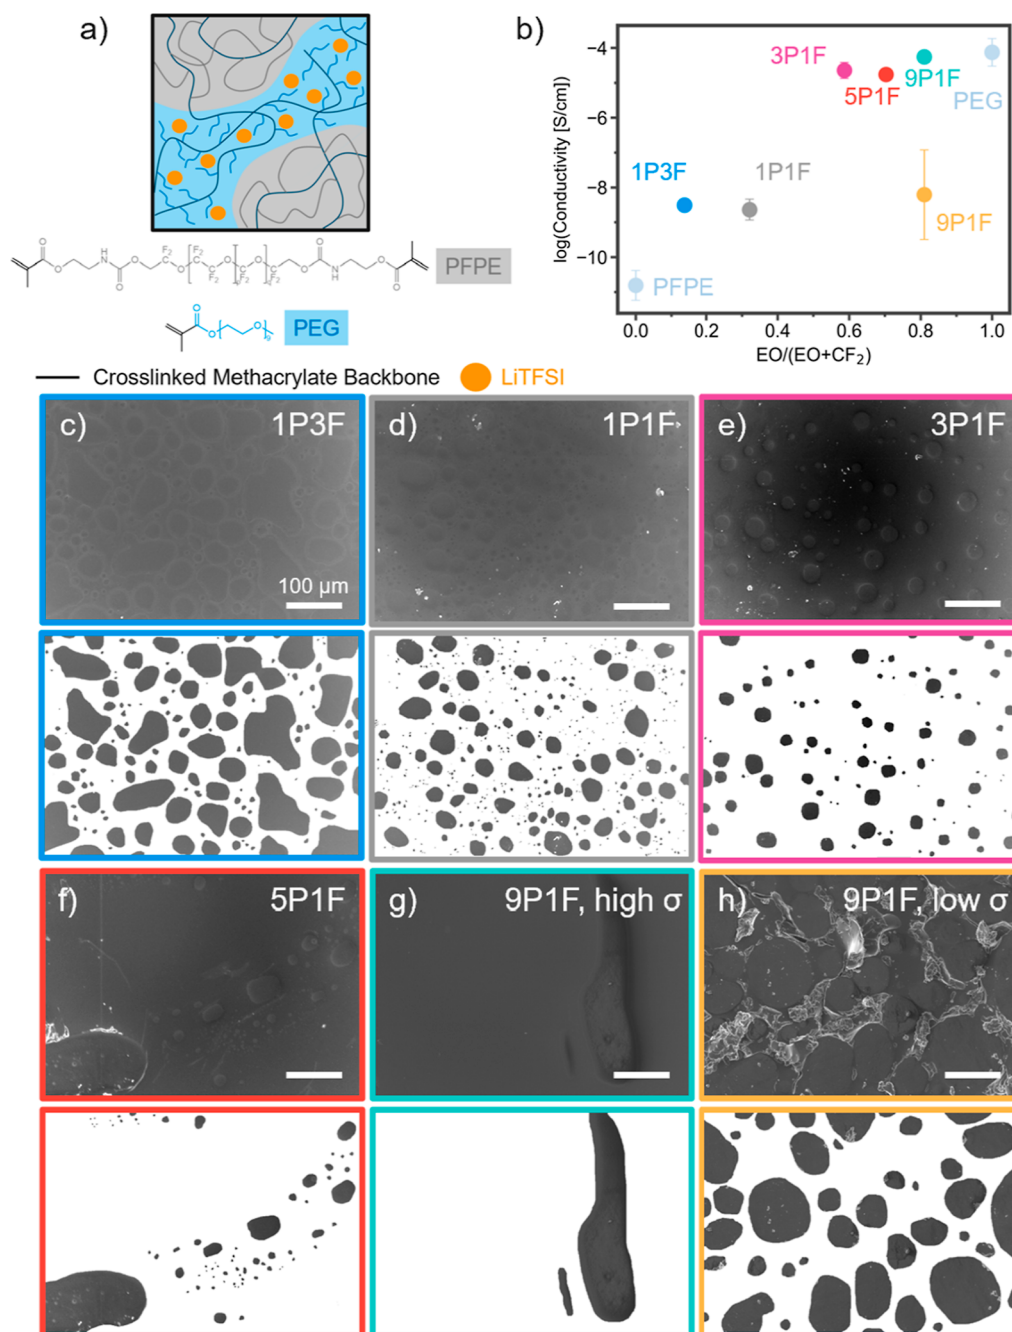 a)
b)
PFPE
PEG
Crosslinked Methacrylate Backbone
LiTFSI
log(Conductivity [S/cm])
−4
−6
−8
−10
3P1F
5P1F
9P1F
PEG
1P3F
1P1F
9P1F
PFPE
0.0 0.2 0.4 0.6 0.8 1.0
EO/(EO+CF₂)
c) 1P3F
100 μm
d) 1P1F
e) 3P1F
f) 5P1F
g) 9P1F, high σ
h) 9P1F, low σ